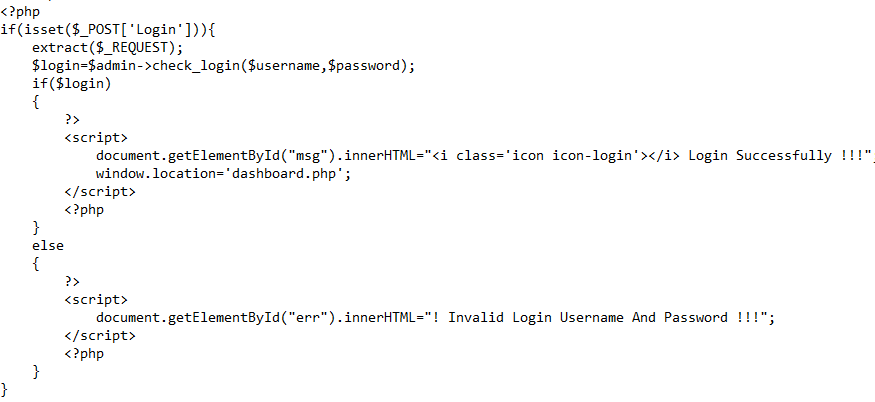 <?php
if(isset($_POST['Login'])){
    extract($_REQUEST);
    $login=$admin->check_login($username,$password);
    if($login)
    {
        ?>
        <script>
            document.getElementById("msg").innerHTML="<i class='icon icon-login'></i> Login Successfully !!!";
            window.location='dashboard.php';
        </script>
        <?php
    }
    else
    {
        ?>
        <script>
            document.getElementById("err").innerHTML="! Invalid Login Username And Password !!!";
        </script>
        <?php
    }
}